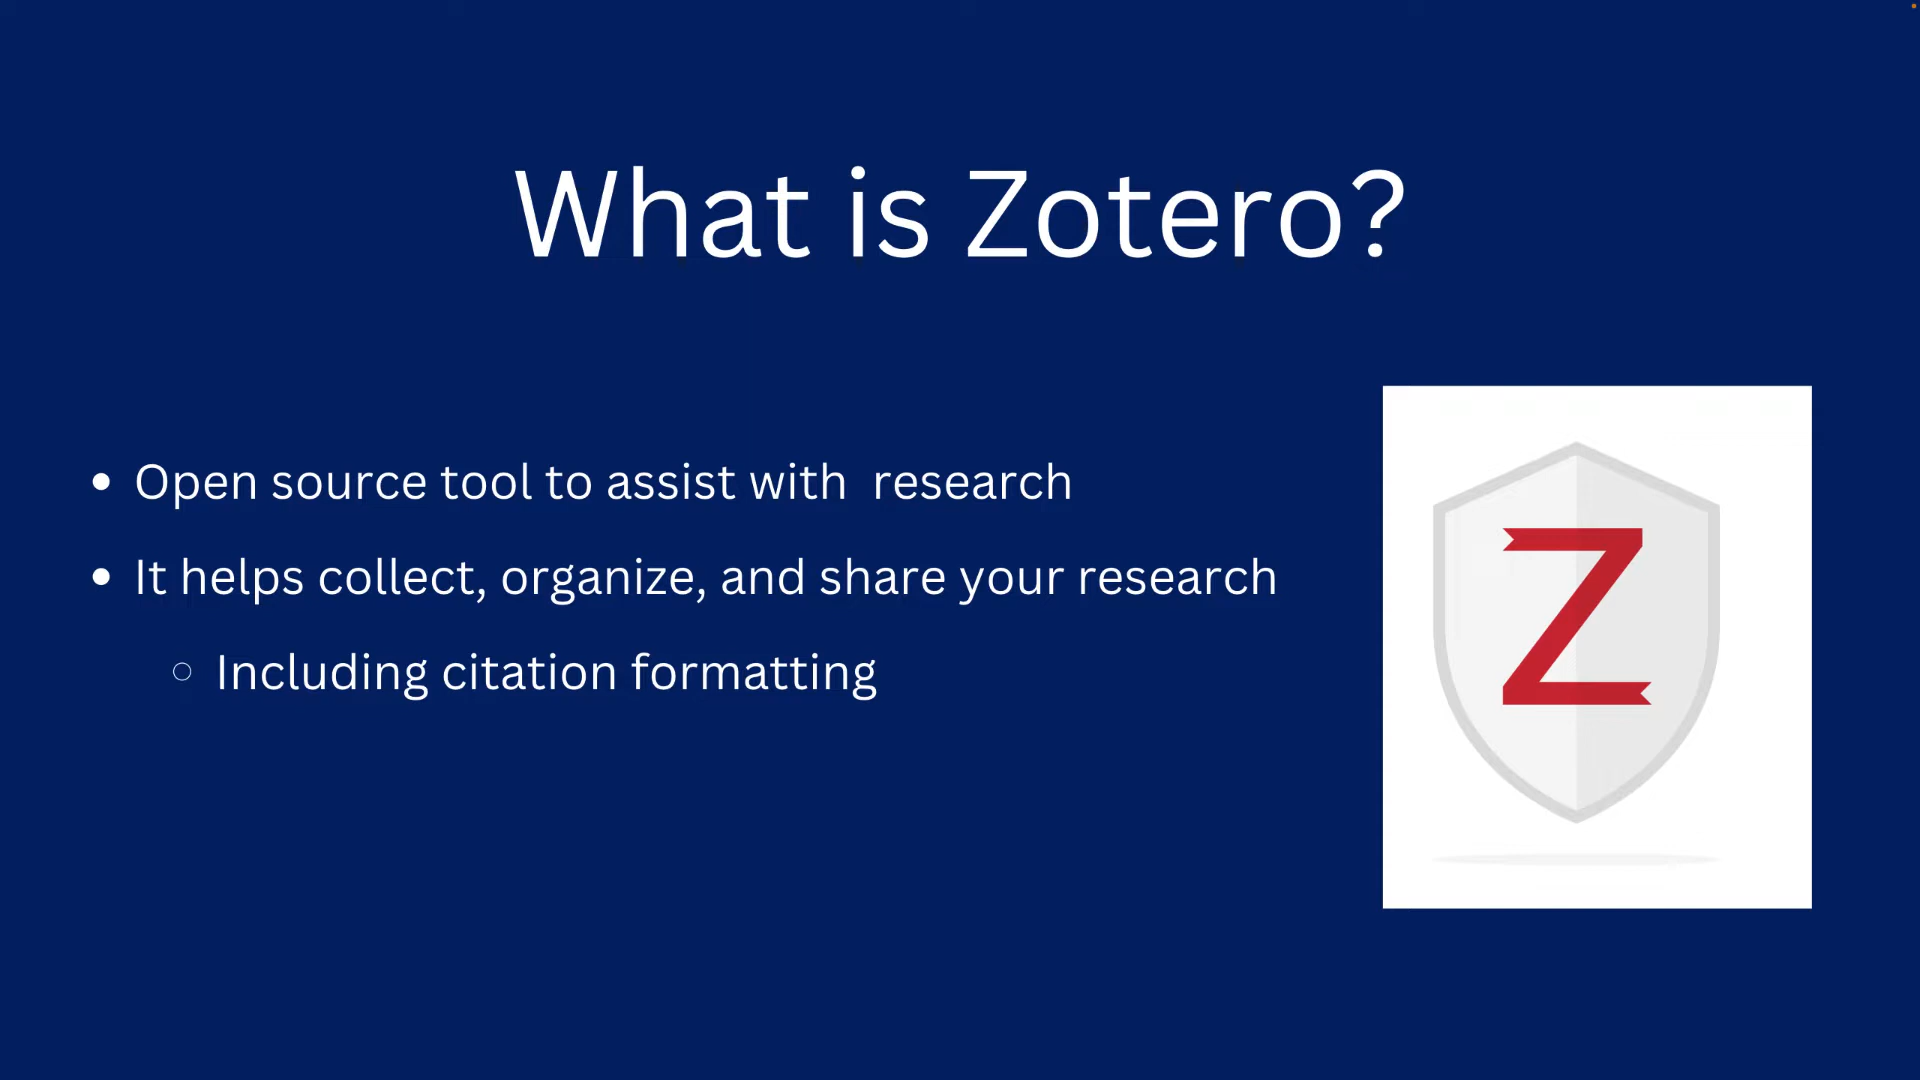 What is Zotero?
• Open source tool to assist with  research
• It helps collect, organize, and share your research
○ Including citation formatting
Z